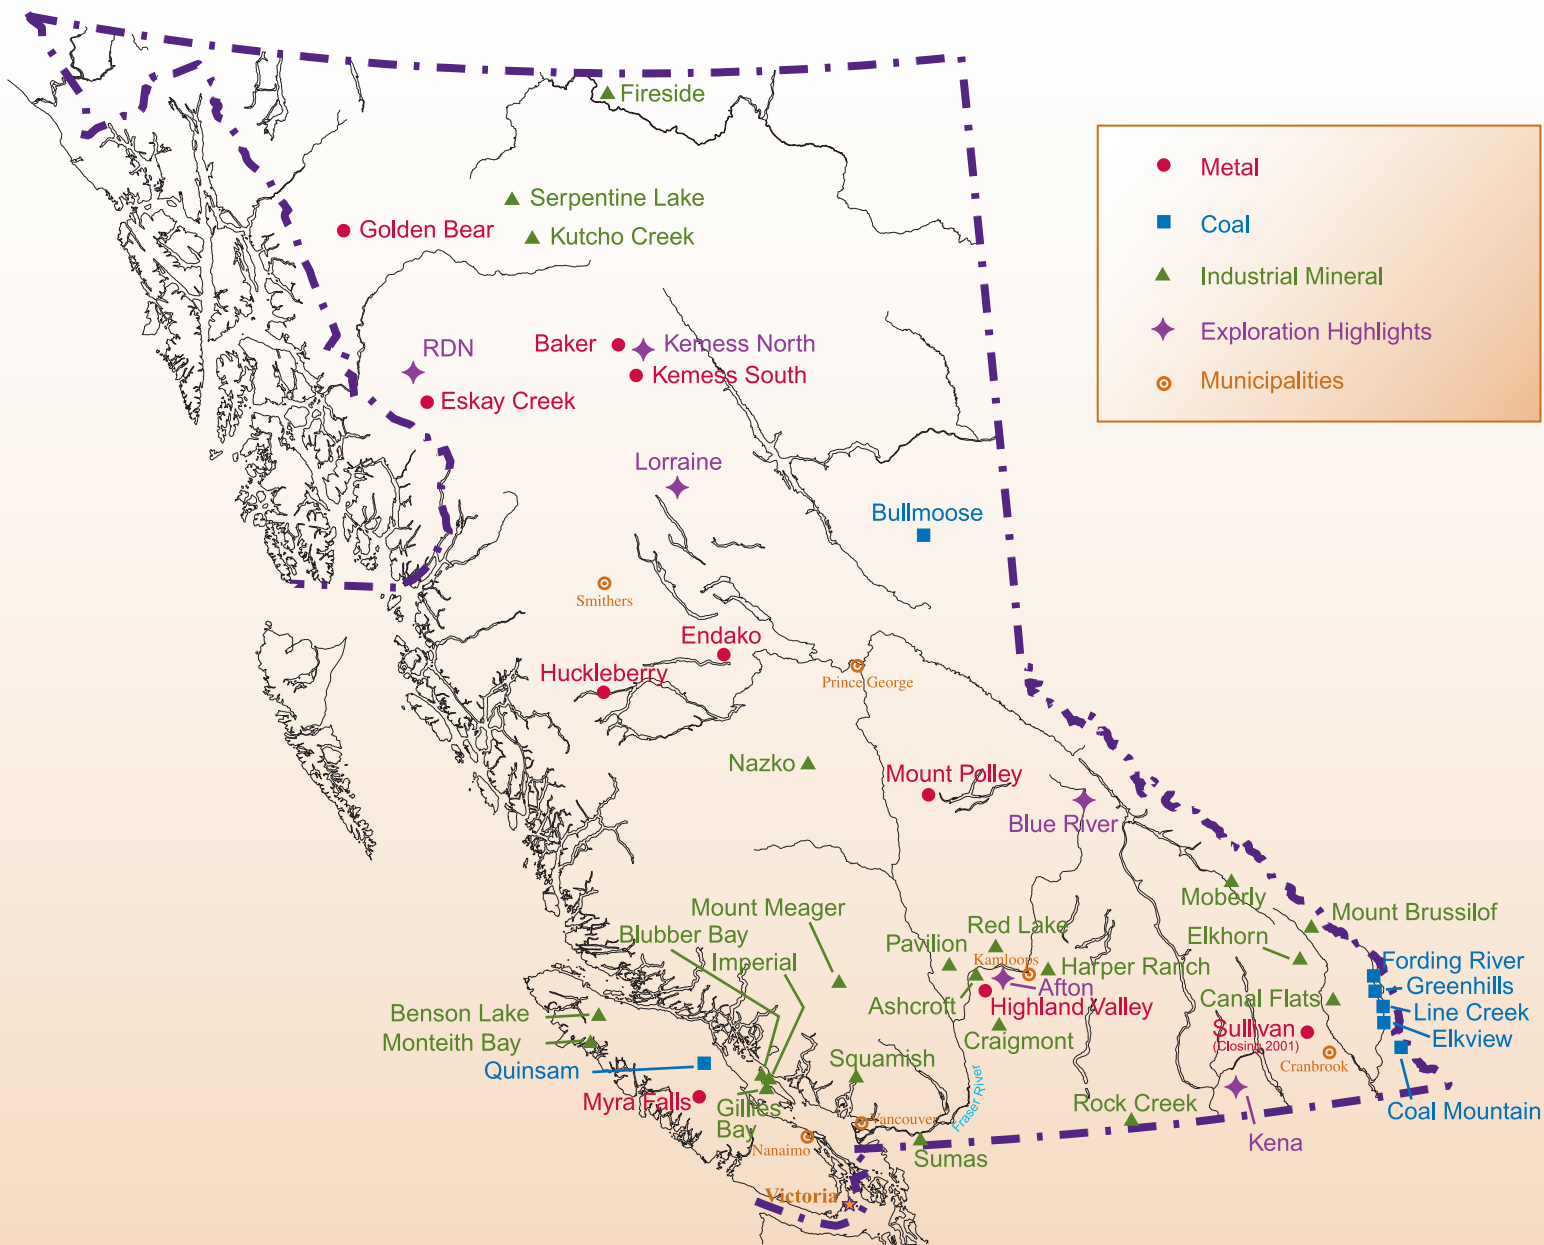 Fireside
Metal
Serpentine Lake
Coal
Golden Bear
Kutcho Creek
Industrial Mineral
Exploration Highlights
RDN
Baker
Kemess North
Kemess South
Municipalities
Eskay Creek
Lorraine
Bullmoose
Smithers
Endako
Huckleberry
Prince George
Nazko
Mount Polley
Blue River
Moberly
Mount Meager
Mount Brussilof
Blubber Bay
Red Lake
Elkhorn
Pavilion
Imperial
Kamloops
Harper Ranch
Fording River
Afton
Greenhills
Ashcroft
Highland Valley
Canal Flats
Line Creek
Benson Lake
Sullivan
(Closing 2001)
Elkview
Monteith Bay
Craigmont
Squamish
Cranbrook
Quinsam
Myra Falls
Gillies
Bay
Fraser River
Rock Creek
Coal Mountain
Vancouver
Nanaimo
Kena
Sumas
Victoria